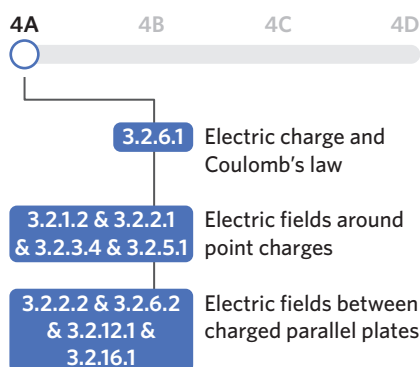 4A 4B 4C 4D
3.2.6.1 Electric charge and
Coulomb's law
3.2.1.2 & 3.2.2.1 Electric fields around
& 3.2.3.4 & 3.2.5.1 point charges
3.2.2.2 & 3.2.6.2 Electric fields between
& 3.2.12.1 & charged parallel plates
3.2.16.1